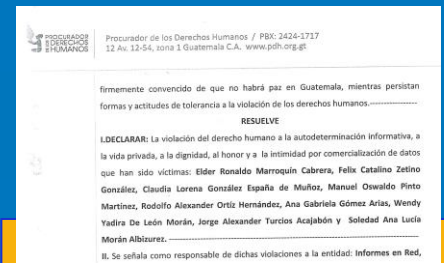 PROCURADOR
DE LOS DERECHOS
HUMANOS
Procurador de los Derechos Humanos / PBX: 2424-1717
12 Av. 12-54, zona 1 Guatemala C.A. www.pdh.org.gt
firmemente convencido de que no habrá paz en Guatemala, mientras persistan
formas y actitudes de tolerancia a la violación de los derechos humanos.----------------
RESUELVE
I.DECLARAR: La violación del derecho humano a la autodeterminación informativa, a
la vida privada, a la dignidad, al honor y a la intimidad por comercialización de datos
que han sido víctimas: Elder Ronaldo Marroquín Cabrera, Felix Catalino Zetino
González, Claudia Lorena González España de Muñoz, Manuel Oswaldo Pinto
Martínez, Rodolfo Alexander Ortíz Hernández, Ana Gabriela Gómez Arias, Wendy
Yadira De León Morán, Jorge Alexander Turcios Acajabón y Soledad Ana Lucía
Morán Albizurez. ----------------
II. Se señala como responsable de dichas violaciones a la entidad: Informes en Red,